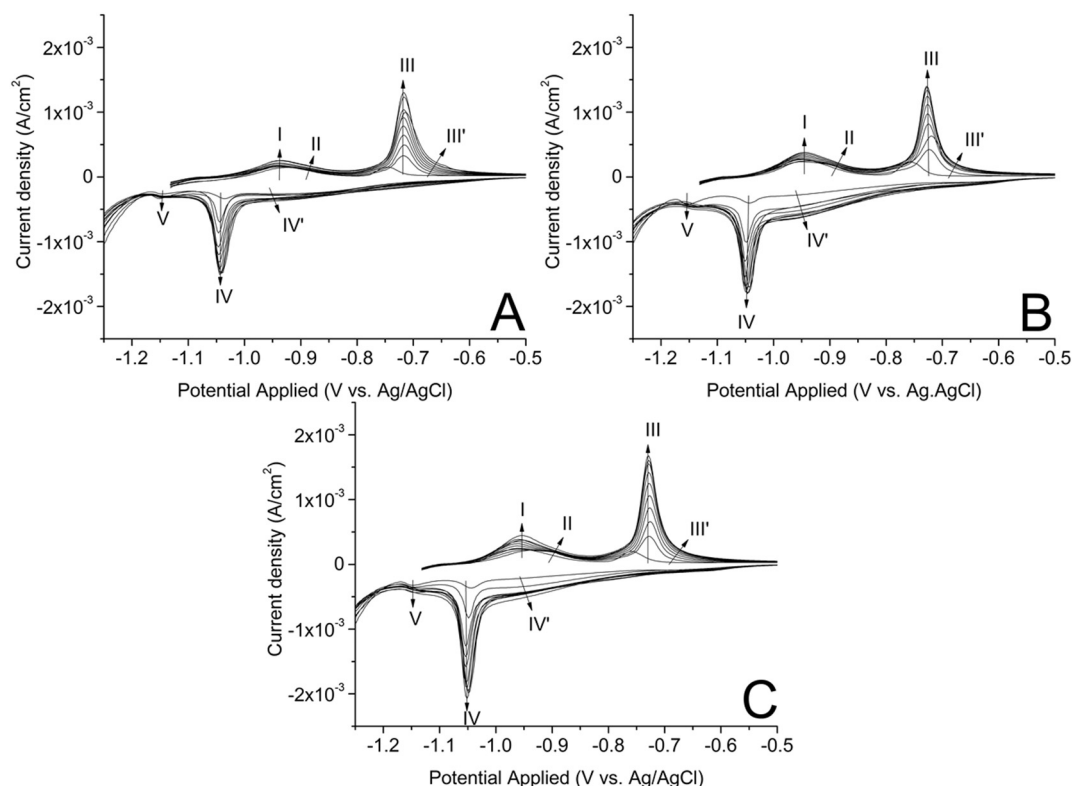 2x10⁻³
1x10⁻³
0
-1x10⁻³
-2x10⁻³
Current density (A/cm²)
I
II
III
III'
V
IV
IV'
A
-1.2 -1.1 -1.0 -0.9 -0.8 -0.7 -0.6 -0.5
Potential Applied (V vs. Ag/AgCl)
2x10⁻³
1x10⁻³
0
-1x10⁻³
-2x10⁻³
Current density (A/cm²)
I
II
III
III'
V
IV
IV'
B
-1.2 -1.1 -1.0 -0.9 -0.8 -0.7 -0.6 -0.5
Potential Applied (V vs. Ag.AgCl)
2x10⁻³
1x10⁻³
0
-1x10⁻³
-2x10⁻³
Current density (A/cm²)
I
II
III
III'
V
IV
IV'
C
-1.2 -1.1 -1.0 -0.9 -0.8 -0.7 -0.6 -0.5
Potential Applied (V vs. Ag/AgCl)